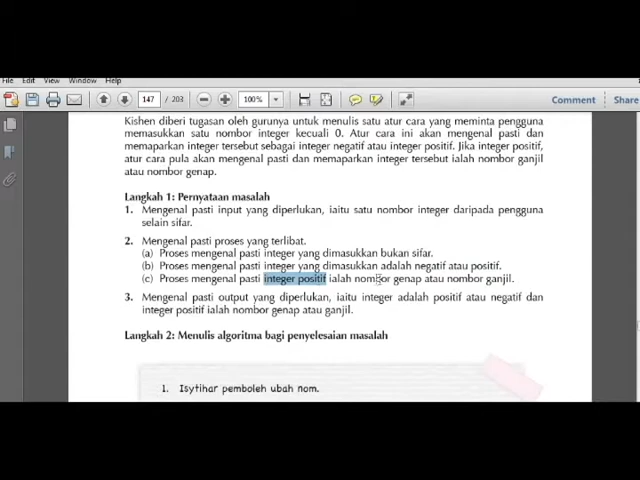 File Edit View Window Help
147 / 203 100% Comment Share
Kishen diberi tugasan oleh gurunya untuk menulis satu atur cara yang meminta pengguna
memasukkan satu nombor integer kecuali 0. Atur cara ini akan mengenal pasti dan
memaparkan integer tersebut sebagai integer negatif atau integer positif. Jika integer positif,
atur cara pula akan mengenal pasti dan memaparkan integer tersebut ialah nombor ganjil
atau nombor genap.
Langkah 1: Pernyataan masalah
1. Mengenal pasti input yang diperlukan, iaitu satu nombor integer daripada pengguna
selain sifar.
2. Mengenal pasti proses yang terlibat.
(a) Proses mengenal pasti integer yang dimasukkan bukan sifar.
(b) Proses mengenal pasti integer yang dimasukkan adalah negatif atau positif.
(c) Proses mengenal pasti integer positif ialah nombor genap atau nombor ganjil.
3. Mengenal pasti output yang diperlukan, iaitu integer adalah positif atau negatif dan
integer positif ialah nombor genap atau ganjil.
Langkah 2: Menulis algoritma bagi penyelesaian masalah
1. Isytihar pemboleh ubah nom.